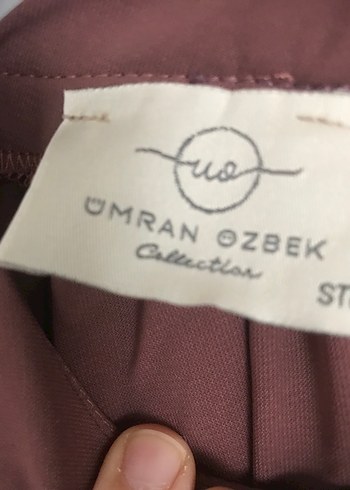 uo
ÜMRAN ÖZBEK
Collection
ST